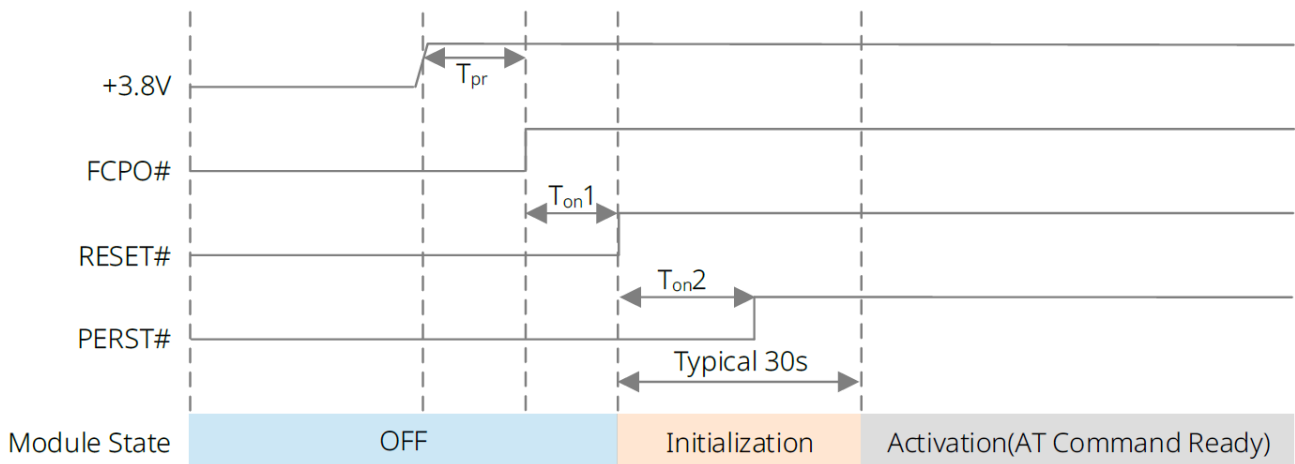 +3.8V
Tpr
FCPO#
Ton1
RESET#
Ton2
PERST#
Typical 30s
Module State
OFF
Initialization
Activation(AT Command Ready)